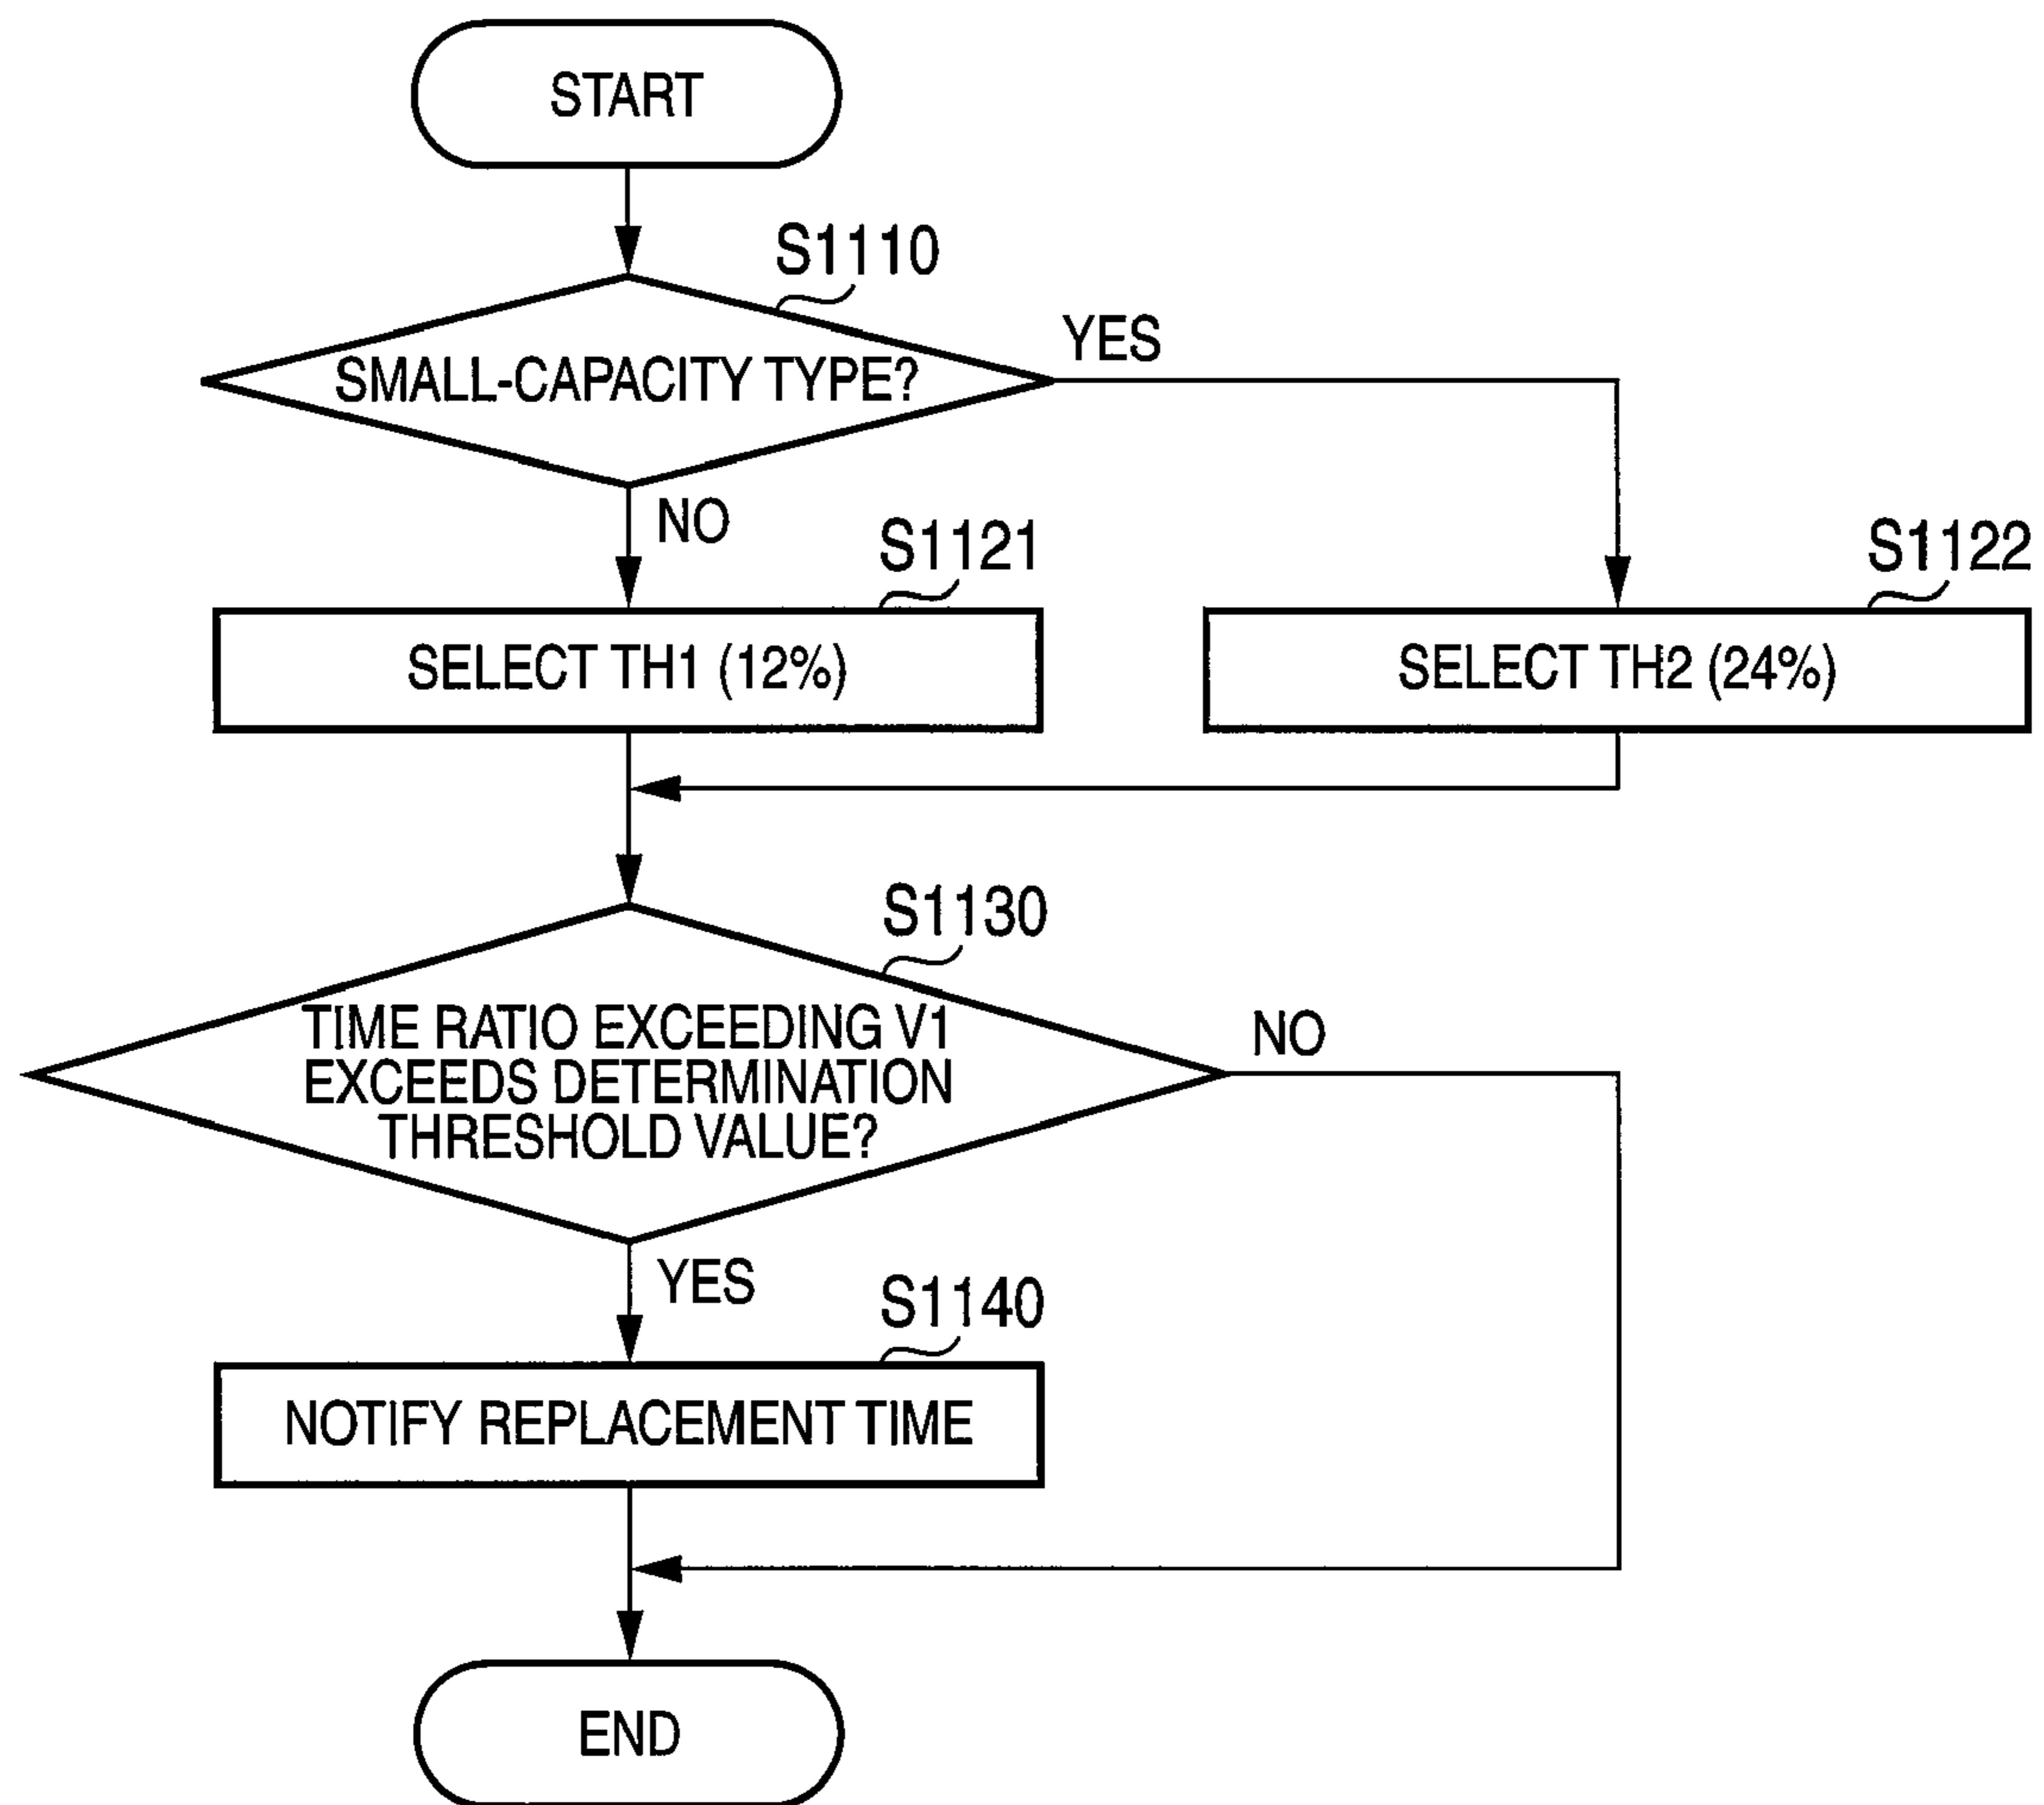 START
S1110
SMALL-CAPACITY TYPE?
YES
NO
S1121
S1122
SELECT TH1 (12%)
SELECT TH2 (24%)
S1130
TIME RATIO EXCEEDING V1
EXCEEDS DETERMINATION
THRESHOLD VALUE?
NO
YES
S1140
NOTIFY REPLACEMENT TIME
END